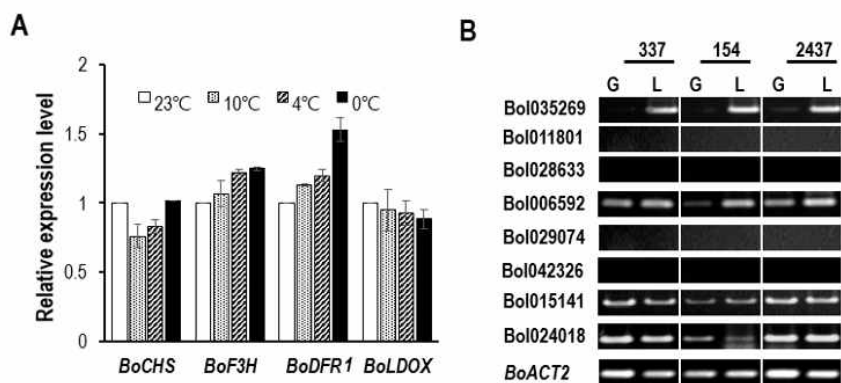 A
Relative expression level
2
1.5
1
0.5
0
23°C 10°C 4°C 0°C
BoCHS BoF3H BoDFR1 BoLDOX
B
337 154 2437
G L G L G L
Bol035269
Bol011801
Bol028633
Bol006592
Bol029074
Bol042326
Bol015141
Bol024018
BoACT2